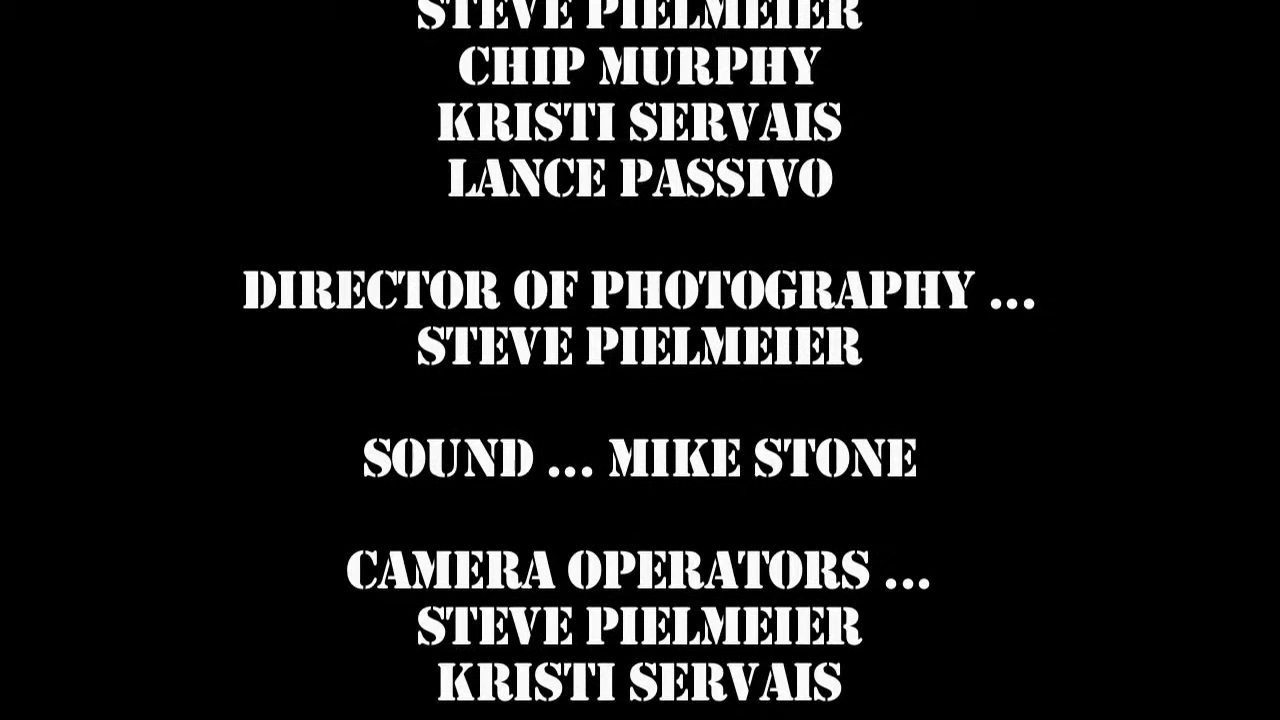 STEVE PIELMEIER
CHIP MURPHY
KRISTI SERVAIS
LANCE PASSIVO
DIRECTOR OF PHOTOGRAPHY ...
STEVE PIELMEIER
SOUND ... MIKE STONE
CAMERA OPERATORS ...
STEVE PIELMEIER
KRISTI SERVAIS